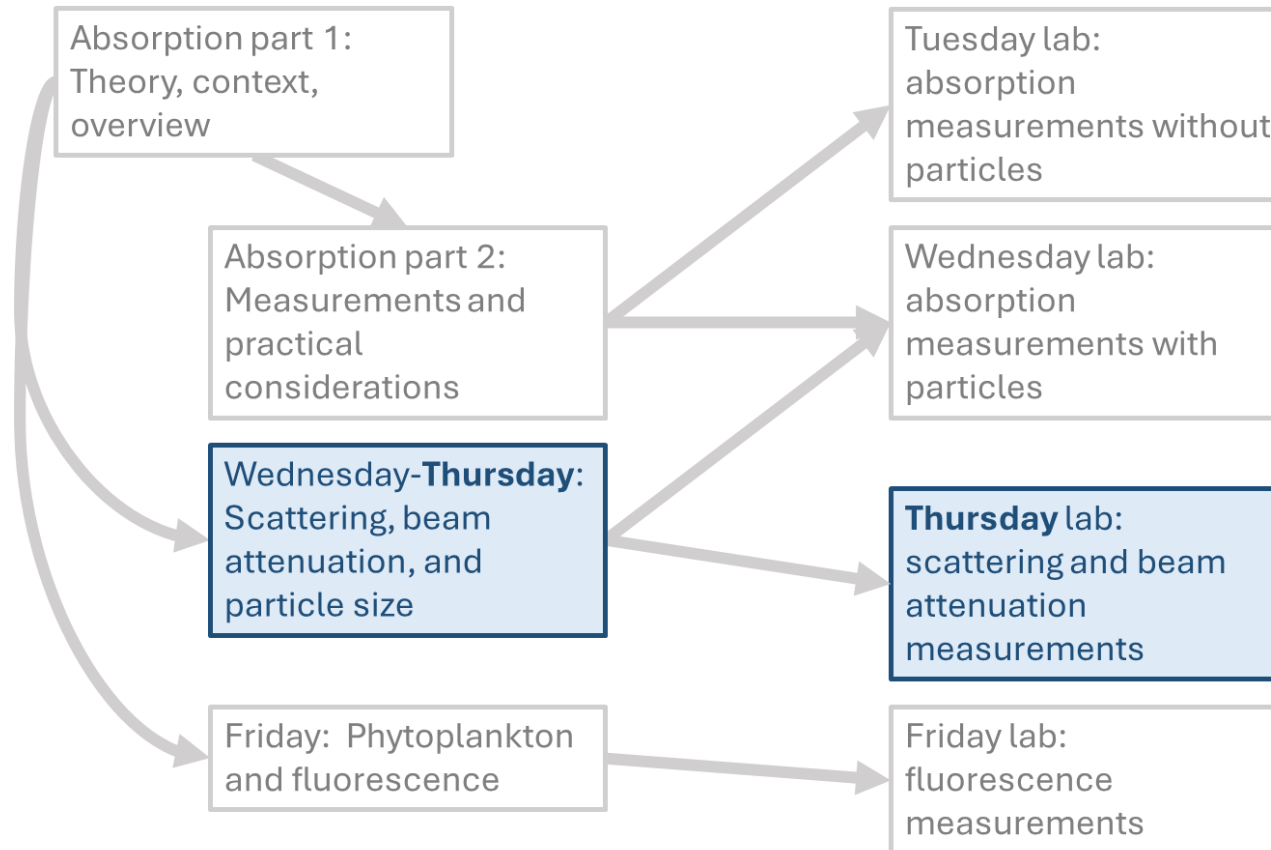 Absorption part 1:
Theory, context,
overview
Absorption part 2:
Measurements and
practical
considerations
Wednesday-Thursday:
Scattering, beam
attenuation, and
particle size
Friday: Phytoplankton
and fluorescence
Tuesday lab:
absorption
measurements without
particles
Wednesday lab:
absorption
measurements with
particles
Thursday lab:
scattering and beam
attenuation
measurements
Friday lab:
fluorescence
measurements